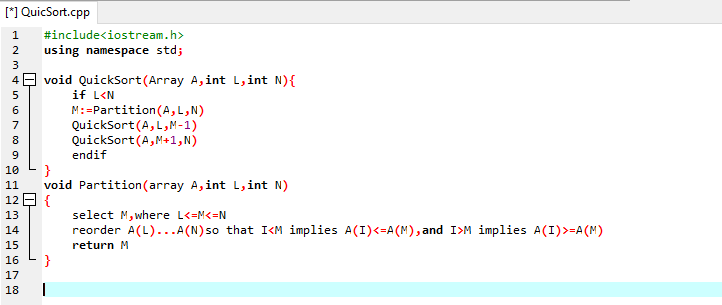 [*] QuicSort.cpp
1 #include<iostream.h>
2 using namespace std;
3
4 void QuickSort(Array A,int L,int N){
5 if L<N
6 M:=Partition(A,L,N)
7 QuickSort(A,L,M-1)
8 QuickSort(A,M+1,N)
9 endif
10 }
11 void Partition(array A,int L,int N)
12 {
13 select M,where L<=M<=N
14 reorder A(L)...A(N)so that I<M implies A(I)<=A(M),and I>M implies A(I)>=A(M)
15 return M
16 }
17
18